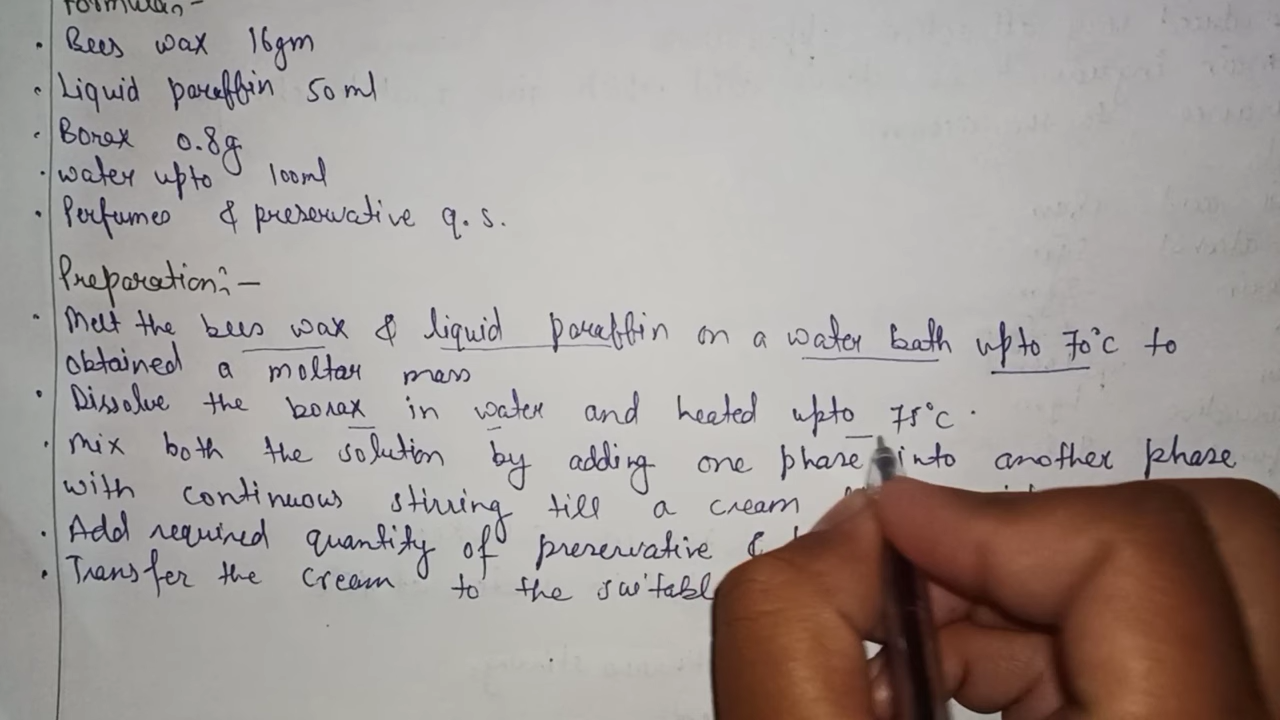 Formula:-
• Bees wax 16gm
• Liquid paraffin 50ml
• Borax 0.8g
• water upto 100ml
• Perfumes & preservative q.s.
Preparation:-
• Melt the bees wax & liquid paraffin on a water bath upto 70°C to
obtained a moltar mass
• Dissolve the borax in water and heated upto 75°C.
• Mix both the solution by adding one phase into another phase
with continuous stirring till a cream
• Add required quantity of preservative &
• Transfer the cream to the suitabl